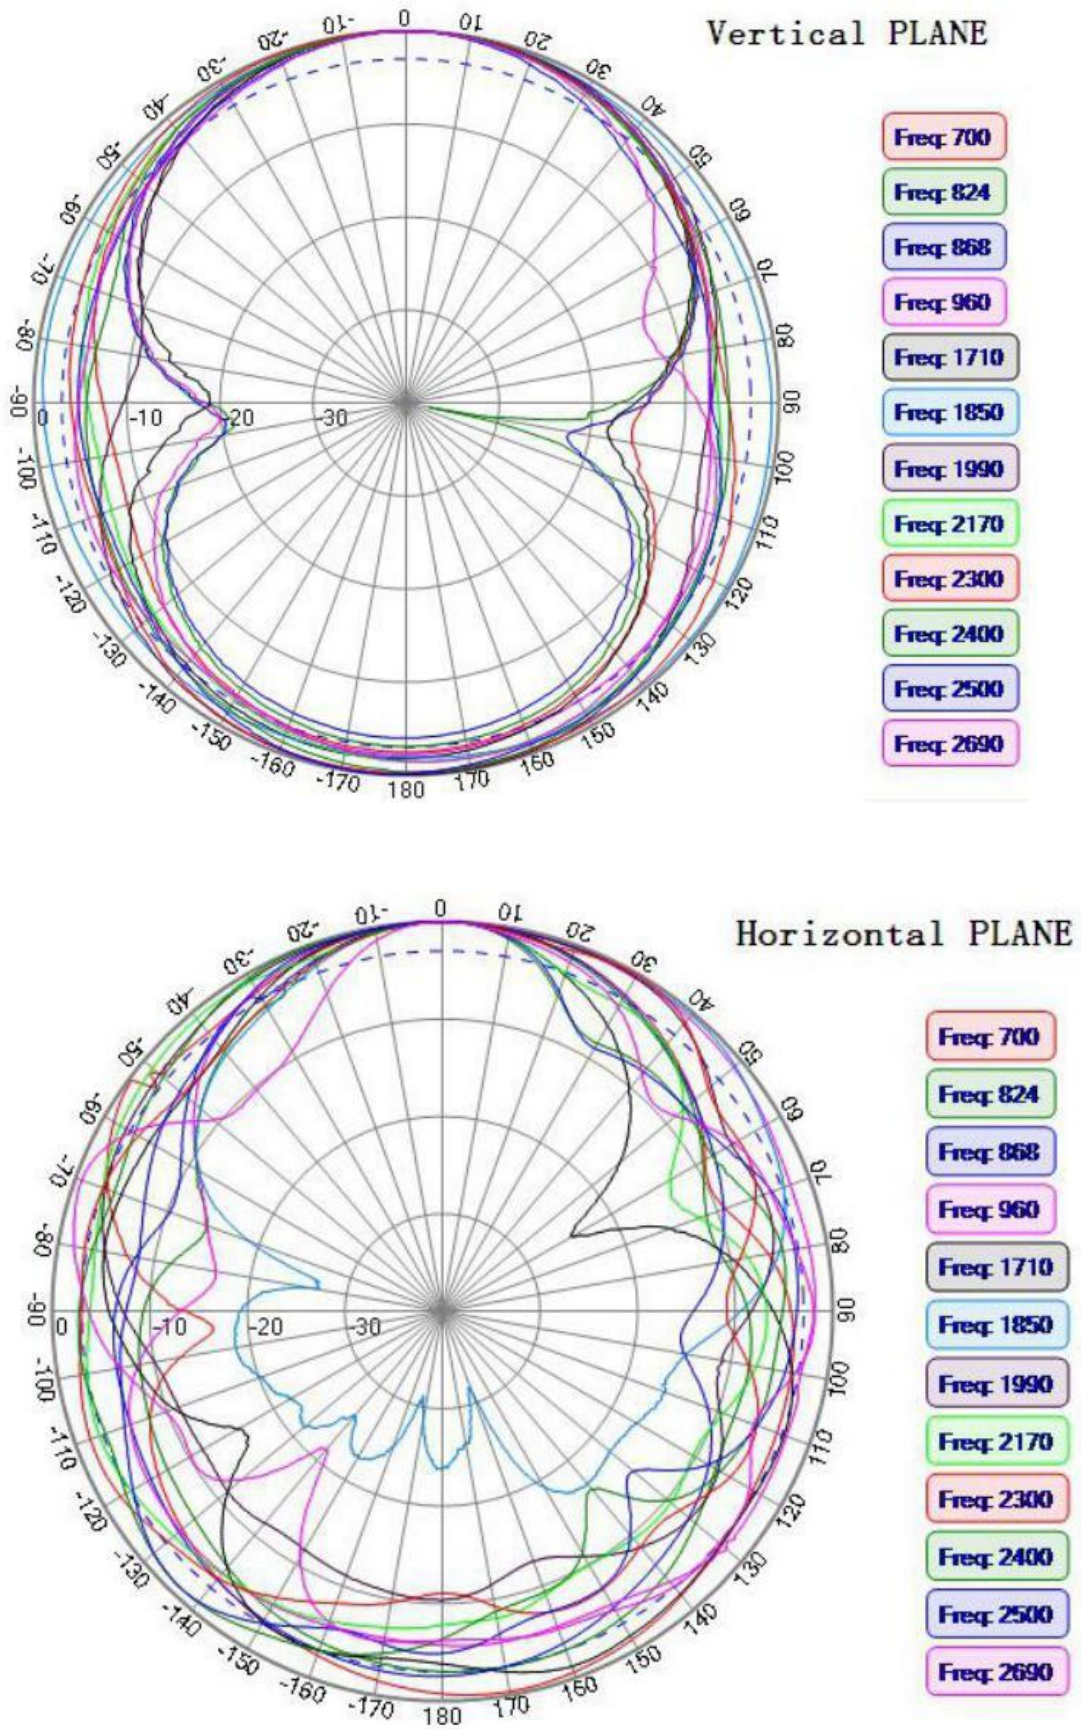 Vertical PLANE
0
10
20
30
40
50
60
70
80
90
100
110
120
130
140
150
160
170
180
-170
-160
-150
-140
-130
-120
-110
-100
-90
-80
-70
-60
-50
-40
-30
-20
-10
0 -10 -20 -30
Freq: 700
Freq: 824
Freq: 868
Freq: 960
Freq: 1710
Freq: 1850
Freq: 1990
Freq: 2170
Freq: 2300
Freq: 2400
Freq: 2500
Freq: 2690
Horizontal PLANE
0
10
20
30
40
50
60
70
80
90
100
110
120
130
140
150
160
170
180
-170
-160
-150
-140
-130
-120
-110
-100
-90
-80
-70
-60
-50
-40
-30
-20
-10
0 -10 -20 -30
Freq: 700
Freq: 824
Freq: 868
Freq: 960
Freq: 1710
Freq: 1850
Freq: 1990
Freq: 2170
Freq: 2300
Freq: 2400
Freq: 2500
Freq: 2690